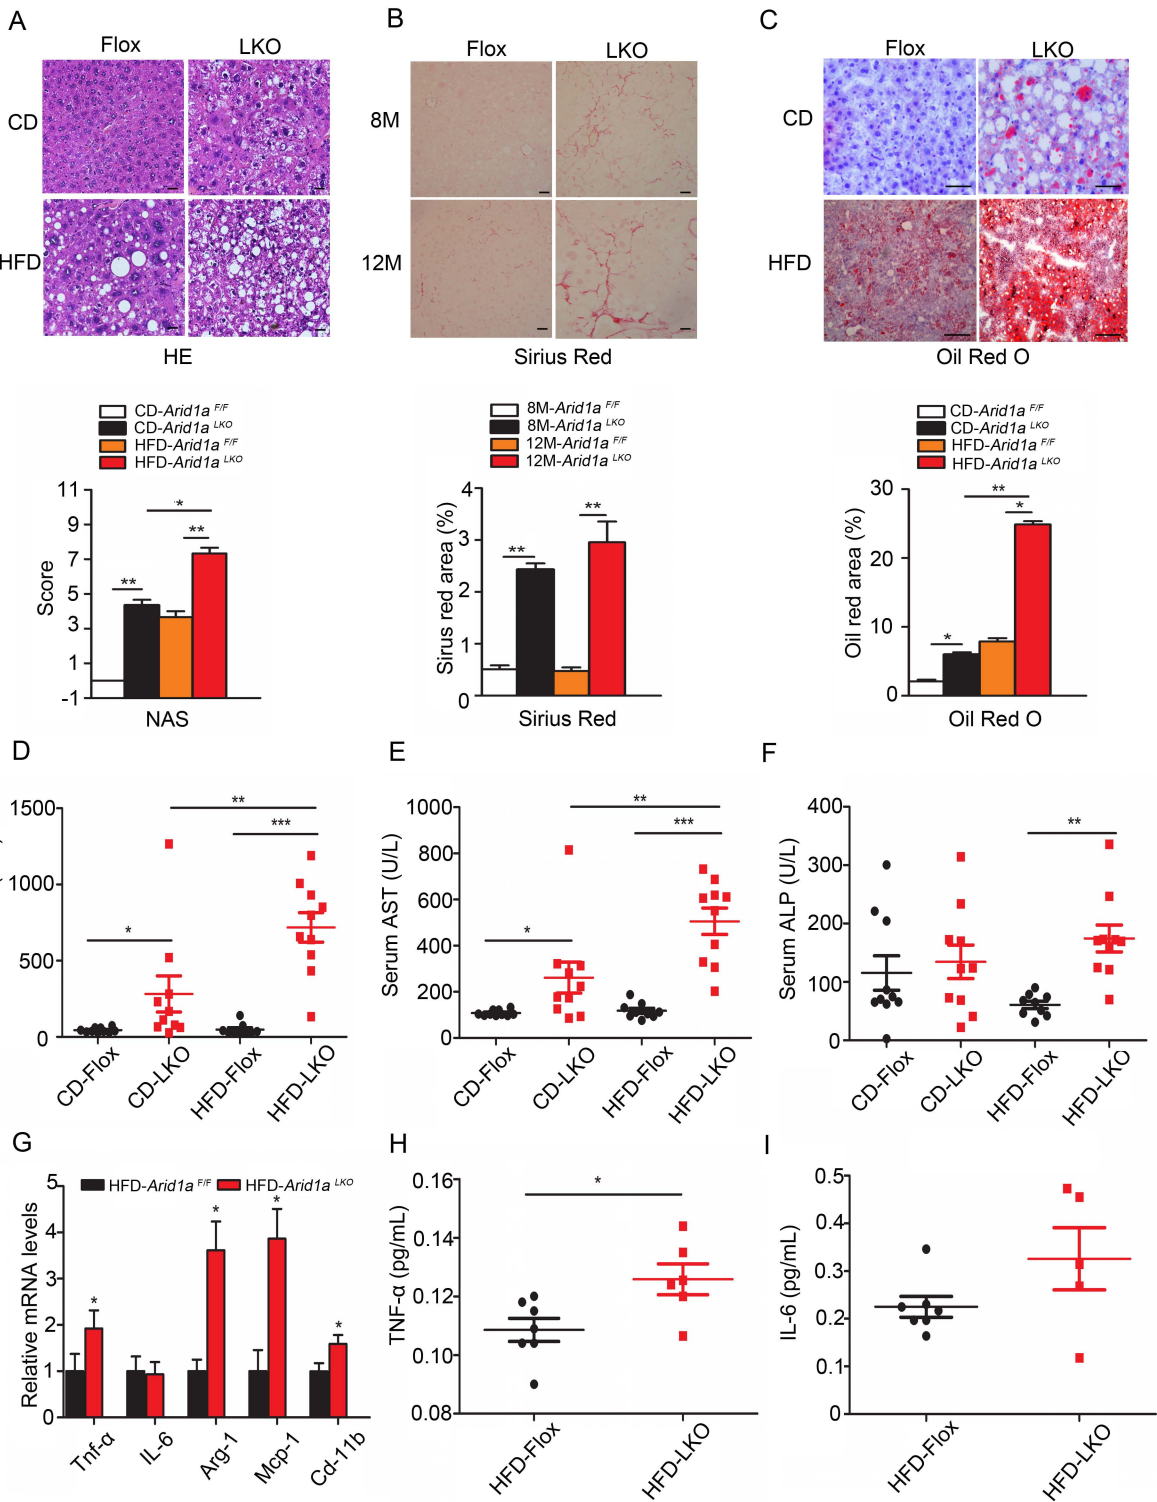 A
Flox
LKO
CD
HFD
HE
CD-Arid1a F/F
CD-Arid1a LKO
HFD-Arid1a F/F
HFD-Arid1a LKO
11
9
7
5
3
1
-1
Score
*
**
**
NAS
B
Flox
LKO
8M
12M
Sirius Red
8M-Arid1a F/F
8M-Arid1a LKO
12M-Arid1a F/F
12M-Arid1a LKO
4
3
2
1
0
Sirus red area (%)
**
**
Sirius Red
C
Flox
LKO
CD
HFD
Oil Red O
CD-Arid1a F/F
CD-Arid1a LKO
HFD-Arid1a F/F
HFD-Arid1a LKO
30
20
10
0
Oil red area (%)
**
*
*
Oil Red O
D
1500
1000
500
0
**
***
*
CD-Flox
CD-LKO
HFD-Flox
HFD-LKO
E
1000
800
600
400
200
0
Serum AST (U/L)
**
***
*
CD-Flox
CD-LKO
HFD-Flox
HFD-LKO
F
400
300
200
100
0
Serum ALP (U/L)
**
CD-Flox
CD-LKO
HFD-Flox
HFD-LKO
G
HFD-Arid1a F/F
HFD-Arid1a LKO
5
4
3
2
1
0
Relative mRNA levels
*
*
*
*
Tnf-α
IL-6
Arg-1
Mcp-1
Cd-11b
H
0.16
0.14
0.12
0.10
0.08
TNF-α (pg/mL)
*
HFD-Flox
HFD-LKO
I
0.5
0.4
0.3
0.2
0.1
0
IL-6 (pg/mL)
HFD-Flox
HFD-LKO